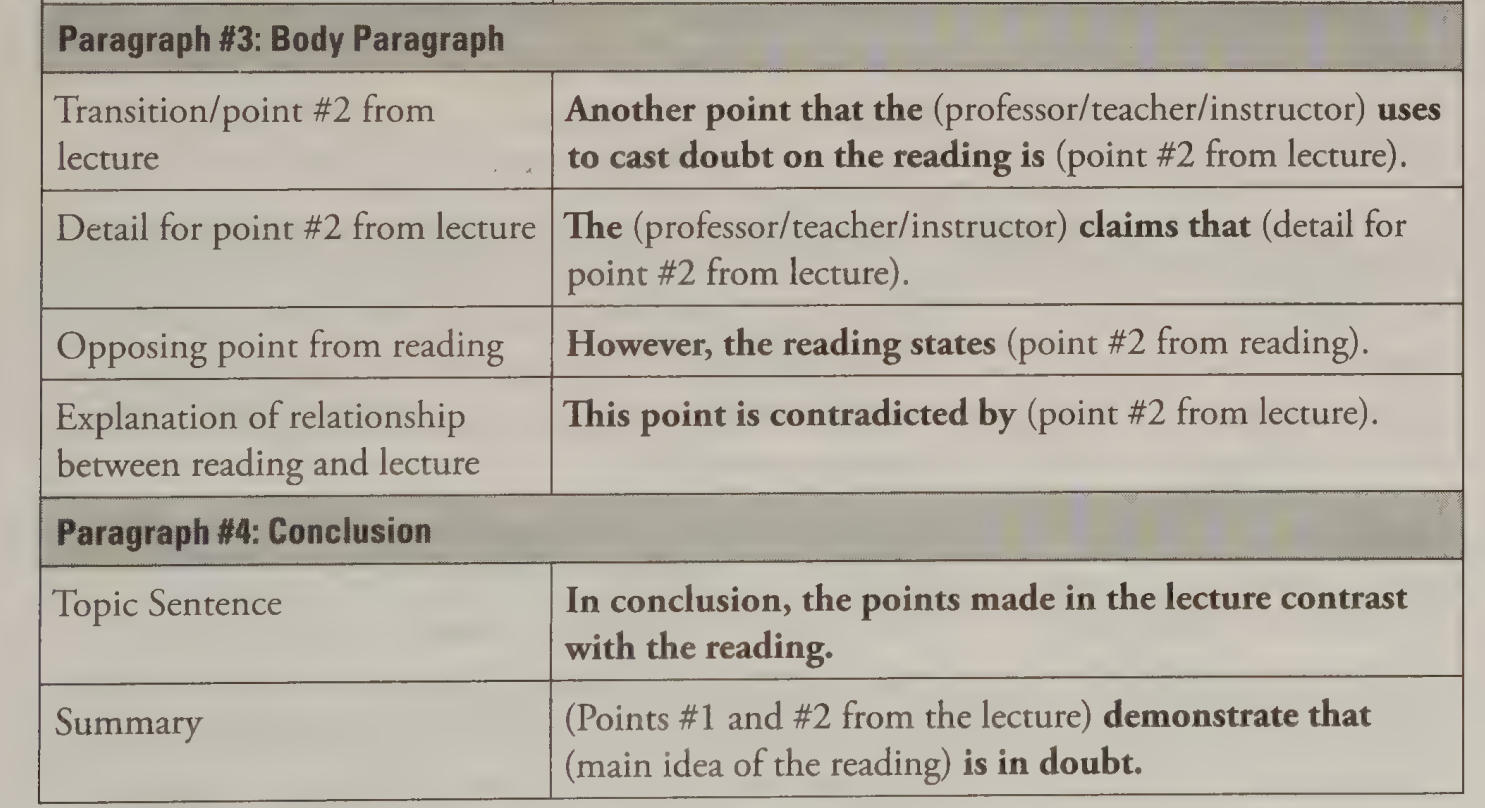 Paragraph #3: Body Paragraph
Transition/point #2 from
lecture
Another point that the (professor/teacher/instructor) uses
to cast doubt on the reading is (point #2 from lecture).
Detail for point #2 from lecture
The (professor/teacher/instructor) claims that (detail for
point #2 from lecture).
Opposing point from reading
However, the reading states (point #2 from reading).
Explanation of relationship
between reading and lecture
This point is contradicted by (point #2 from lecture).
Paragraph #4: Conclusion
Topic Sentence
In conclusion, the points made in the lecture contrast
with the reading.
Summary
(Points #1 and #2 from the lecture) demonstrate that
(main idea of the reading) is in doubt.